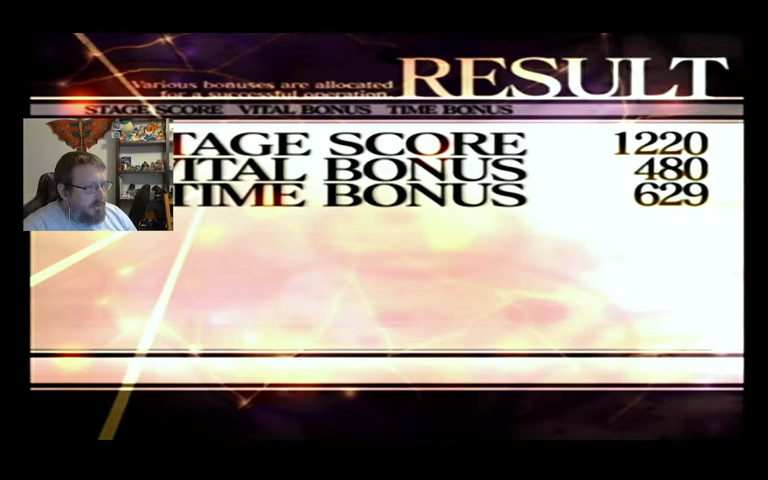 RESULT
Various bonuses are allocated
for a successful operation.
STAGE SCORE VITAL BONUS TIME BONUS
TAGE SCORE 1220
VITAL BONUS 480
TIME BONUS 629